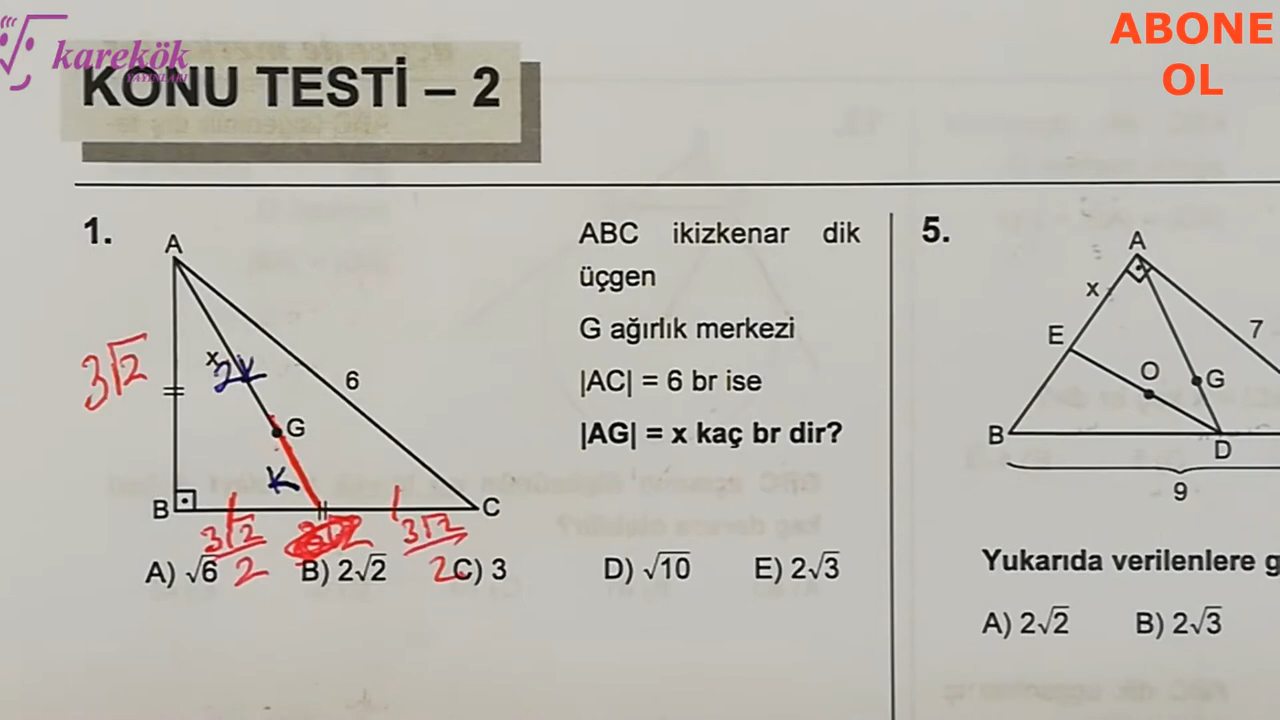 karekök
YAYINLARI
ABONE
OL
KONU TESTİ – 2
1.
A
3√2
x
2k
6
G
k
B
C
3√2
2
3√2
2
ABC ikizkenar dik
üçgen
G ağırlık merkezi
|AC| = 6 br ise
|AG| = x kaç br dir?
A) √6 B) 2√2 C) 3 D) √10 E) 2√3
5.
A
x
7
E
O
G
B
D
9
Yukarıda verilenlere g
A) 2√2 B) 2√3